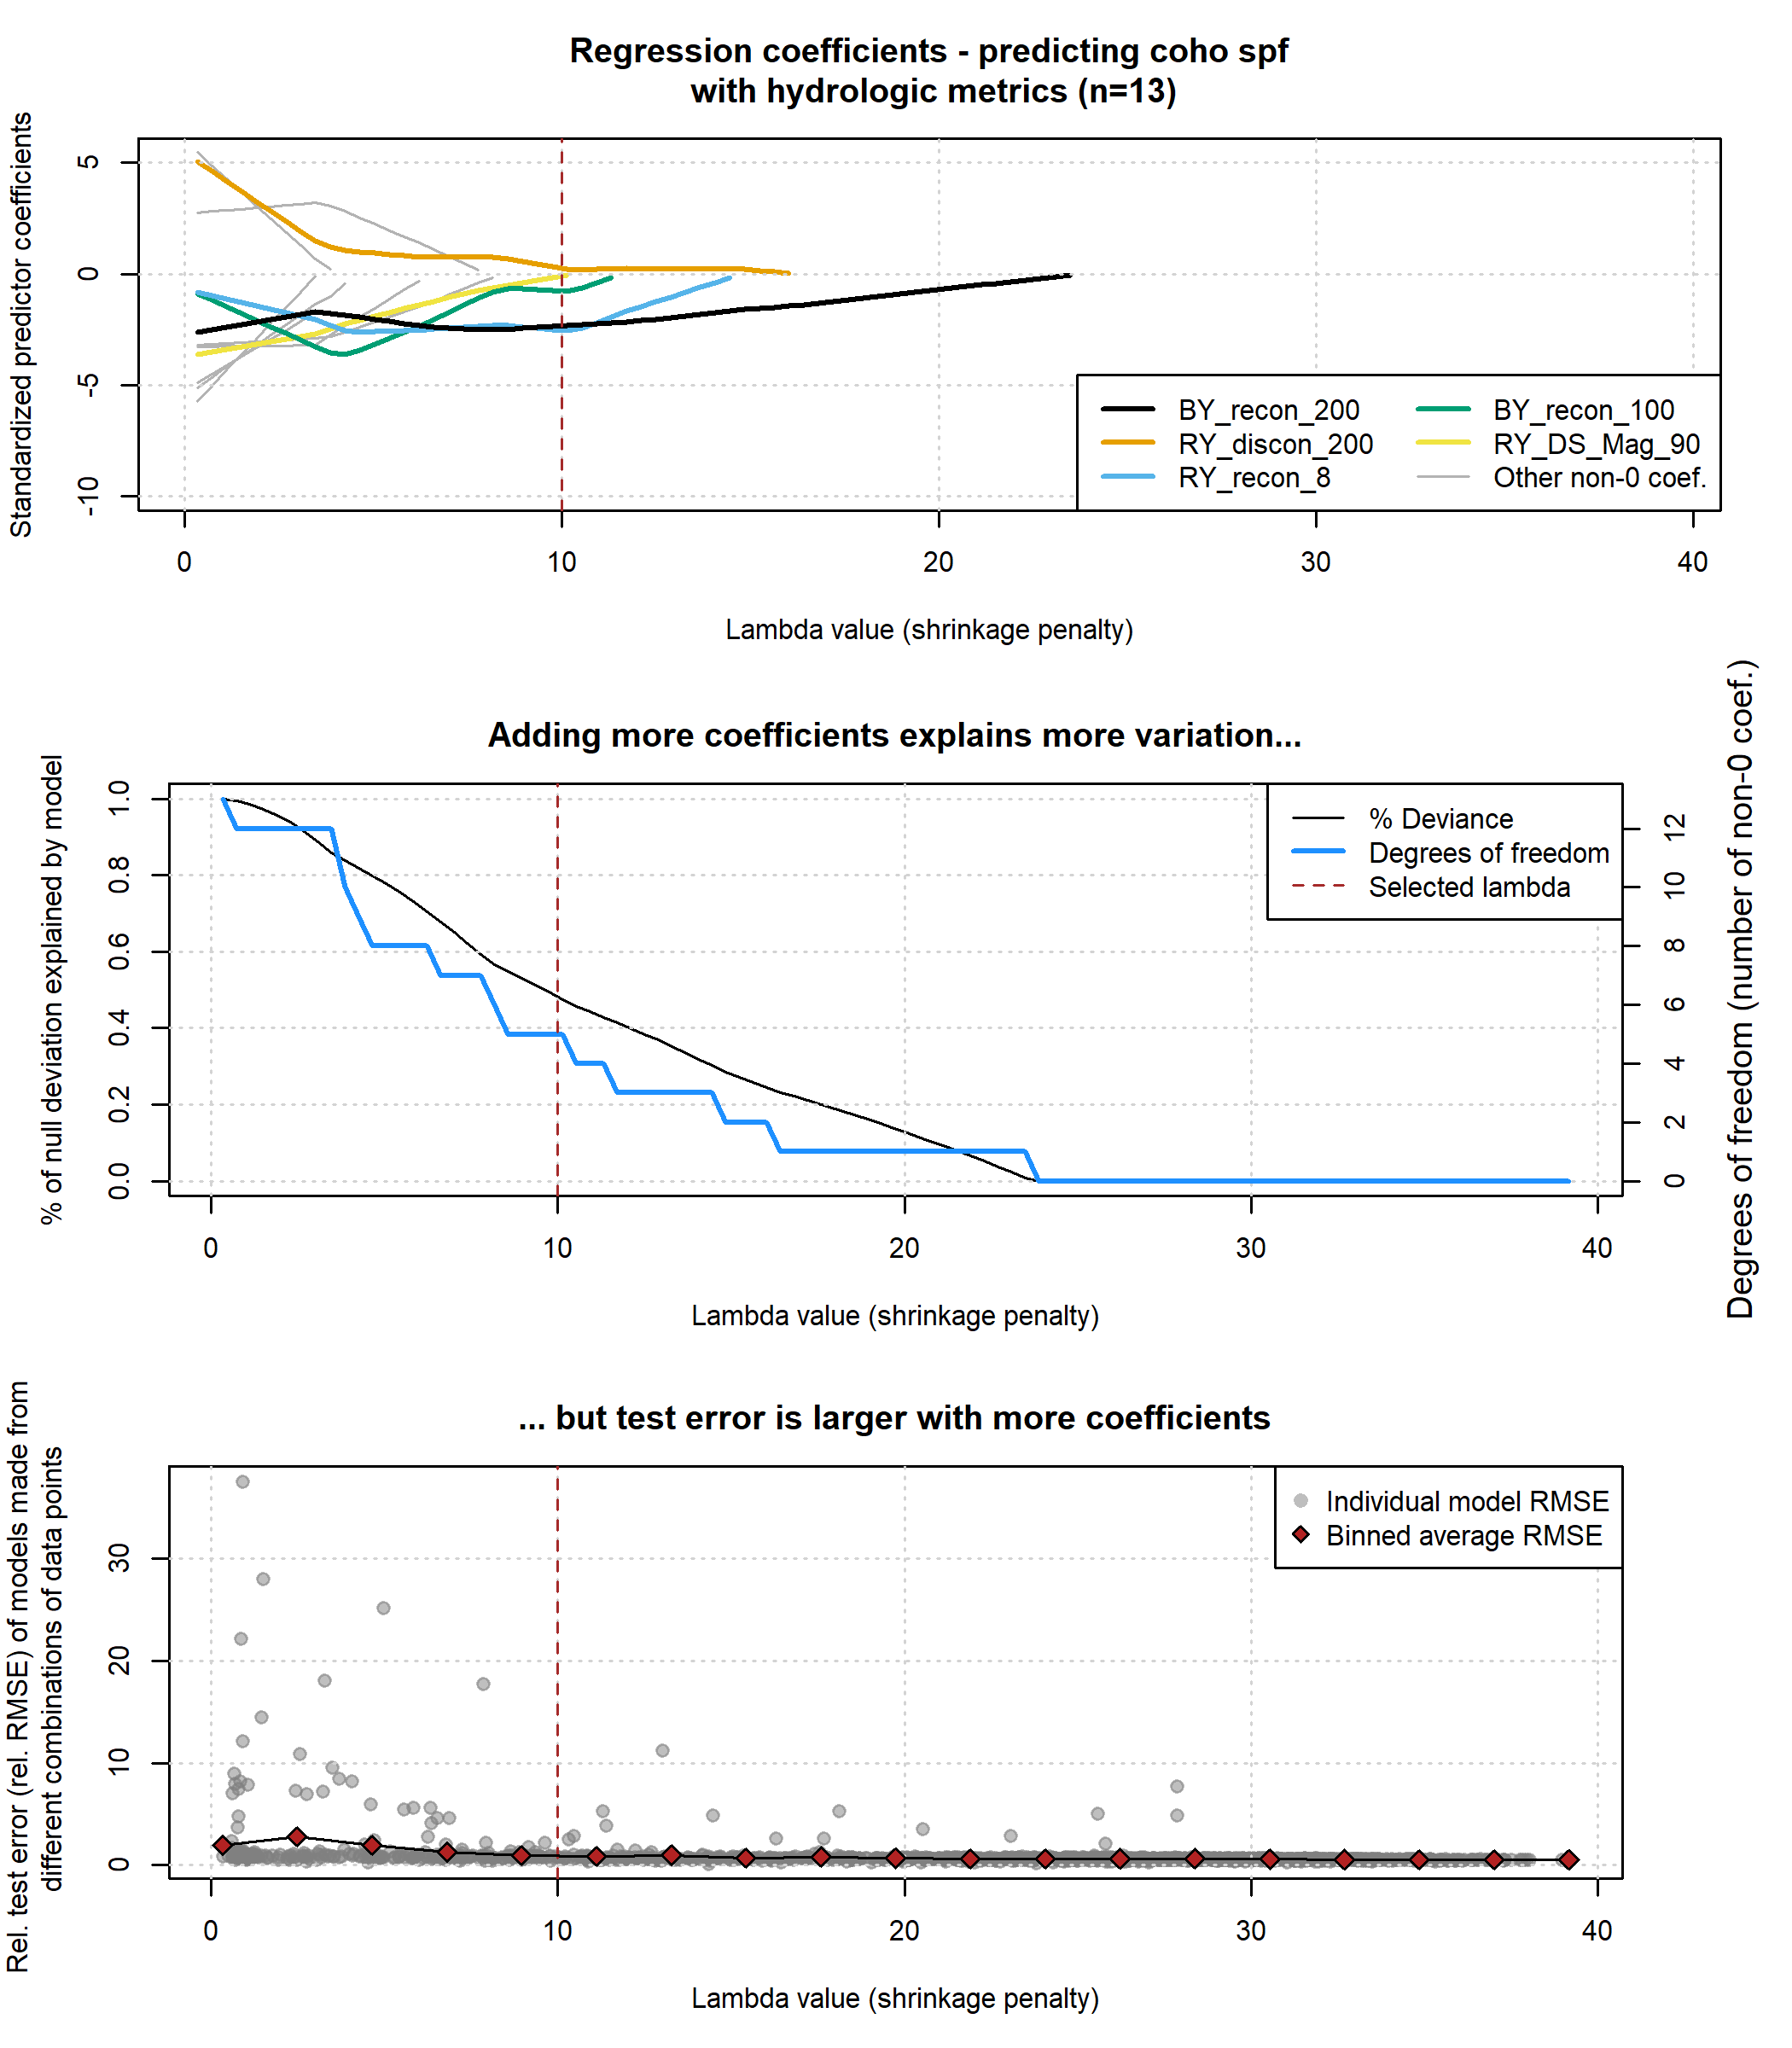 Regression coefficients - predicting coho spf
with hydrologic metrics (n=13)
Standardized predictor coefficients
5
0
-5
-10
BY_recon_200
RY_discon_200
RY_recon_8
BY_recon_100
RY_DS_Mag_90
Other non-0 coef.
0 10 20 30 40
Lambda value (shrinkage penalty)
Adding more coefficients explains more variation...
% of null deviation explained by model
1.0
0.8
0.6
0.4
0.2
0.0
% Deviance
Degrees of freedom
Selected lambda
12
10
8
6
4
2
0
Degrees of freedom (number of non-0 coef.)
0 10 20 30 40
Lambda value (shrinkage penalty)
... but test error is larger with more coefficients
Rel. test error (rel. RMSE) of models made from
different combinations of data points
30
20
10
0
Individual model RMSE
Binned average RMSE
0 10 20 30 40
Lambda value (shrinkage penalty)